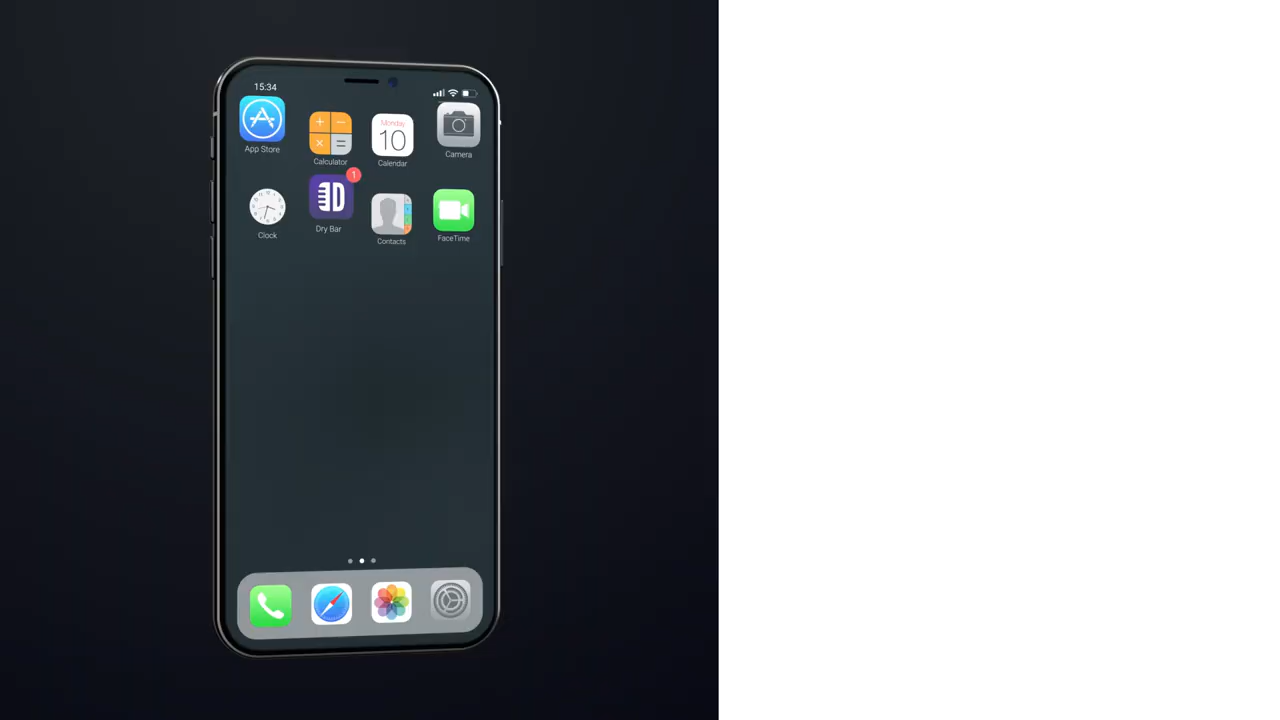 15:34
App Store
Calculator
Monday
10
Calendar
Camera
Clock
1
Dry Bar
Contacts
FaceTime